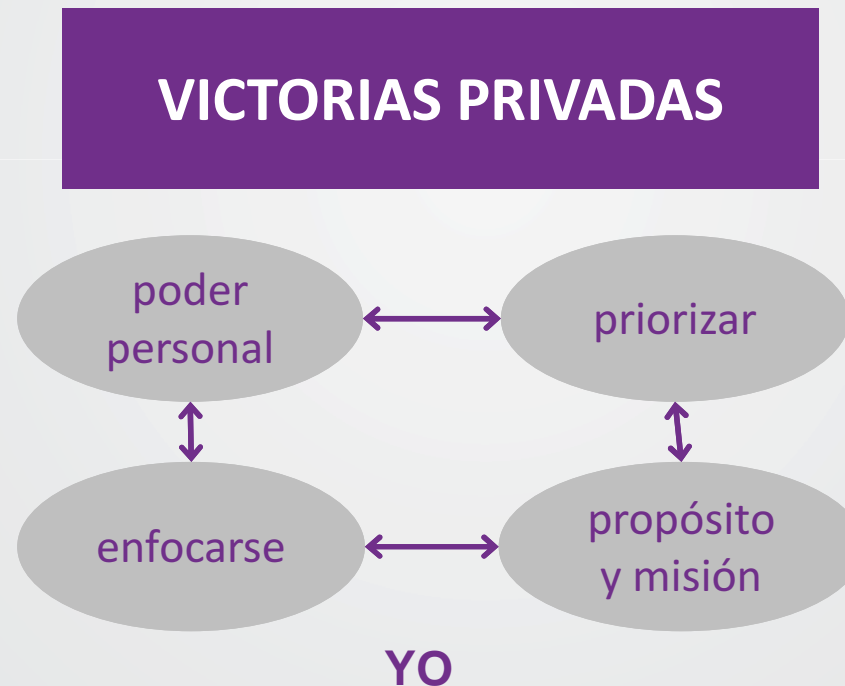 VICTORIAS PRIVADAS
poder
personal
priorizar
enfocarse
propósito
y misión
YO